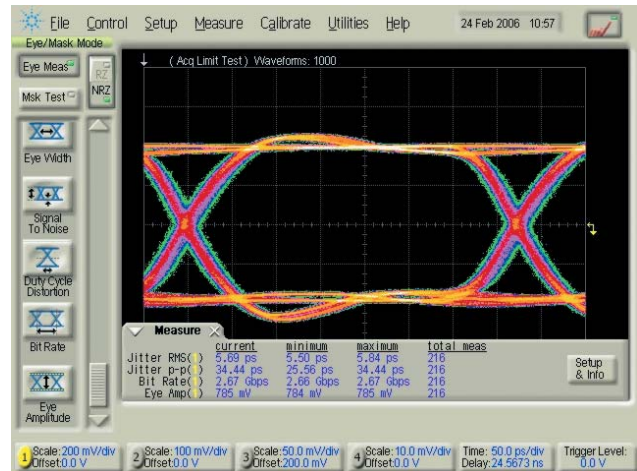 File Control Setup Measure Calibrate Utilities Help 24 Feb 2006 10:57
Eye/Mask Mode
Eye Meas
RZ
Msk Test
NRZ
( Acq Limit Test ) Waveforms: 1000
Eye Width
Signal
To Noise
Duty Cycle
Distortion
Bit Rate
Eye
Amplitude
Measure
current minimum maximum total meas
Jitter RMS(1) 5.69 ps 5.50 ps 5.84 ps 216
Jitter p-p(1) 34.44 ps 25.56 ps 34.44 ps 216
Bit Rate(1) 2.67 Gbps 2.66 Gbps 2.67 Gbps 216
Eye Amp(1) 785 mV 784 mV 785 mV 216
Setup
& Info
1 Scale: 200 mV/div
Offset:0.0 V
2 Scale: 100 mV/div
Offset:0.0 V
3 Scale:50.0 mV/div
Offset:200.0 mV
4 Scale:10.0 mV/div
Offset:0.0 V
Time: 50.0 ps/div
Delay:24.5673 ns
Trigger Level:
0.0 V